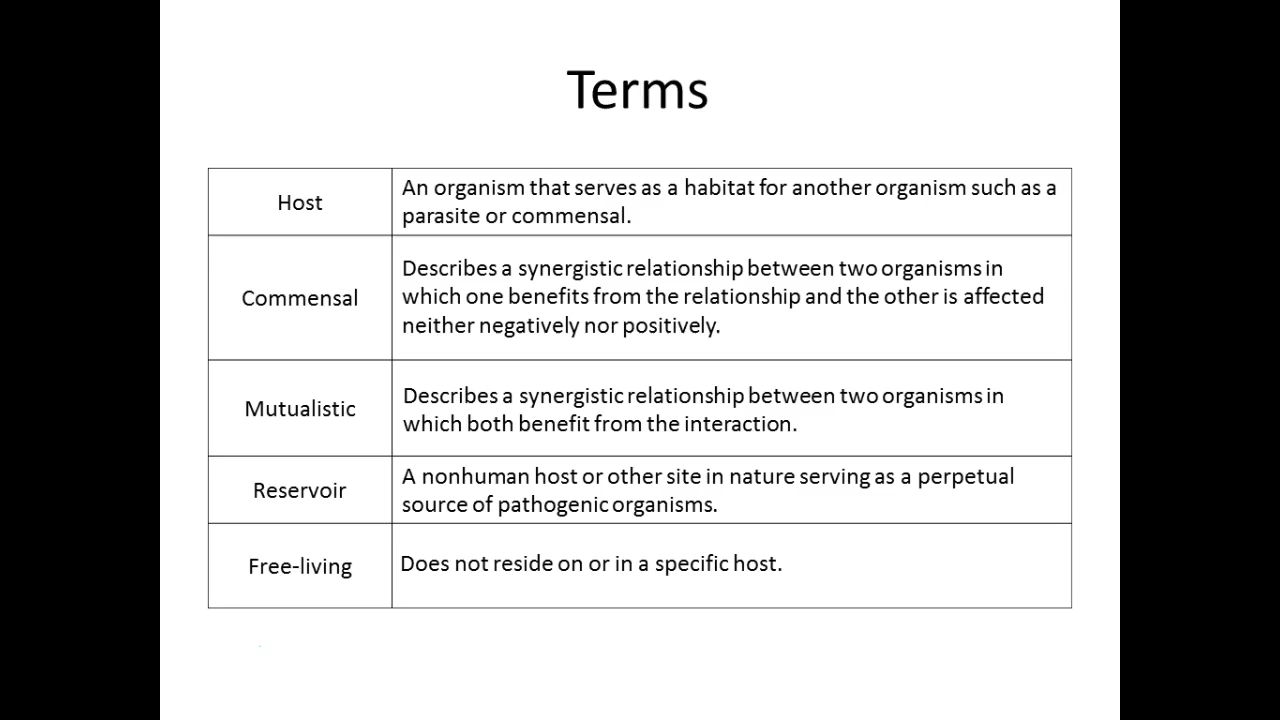 Terms
Host
An organism that serves as a habitat for another organism such as a
parasite or commensal.
Commensal
Describes a synergistic relationship between two organisms in
which one benefits from the relationship and the other is affected
neither negatively nor positively.
Mutualistic
Describes a synergistic relationship between two organisms in
which both benefit from the interaction.
Reservoir
A nonhuman host or other site in nature serving as a perpetual
source of pathogenic organisms.
Free-living
Does not reside on or in a specific host.